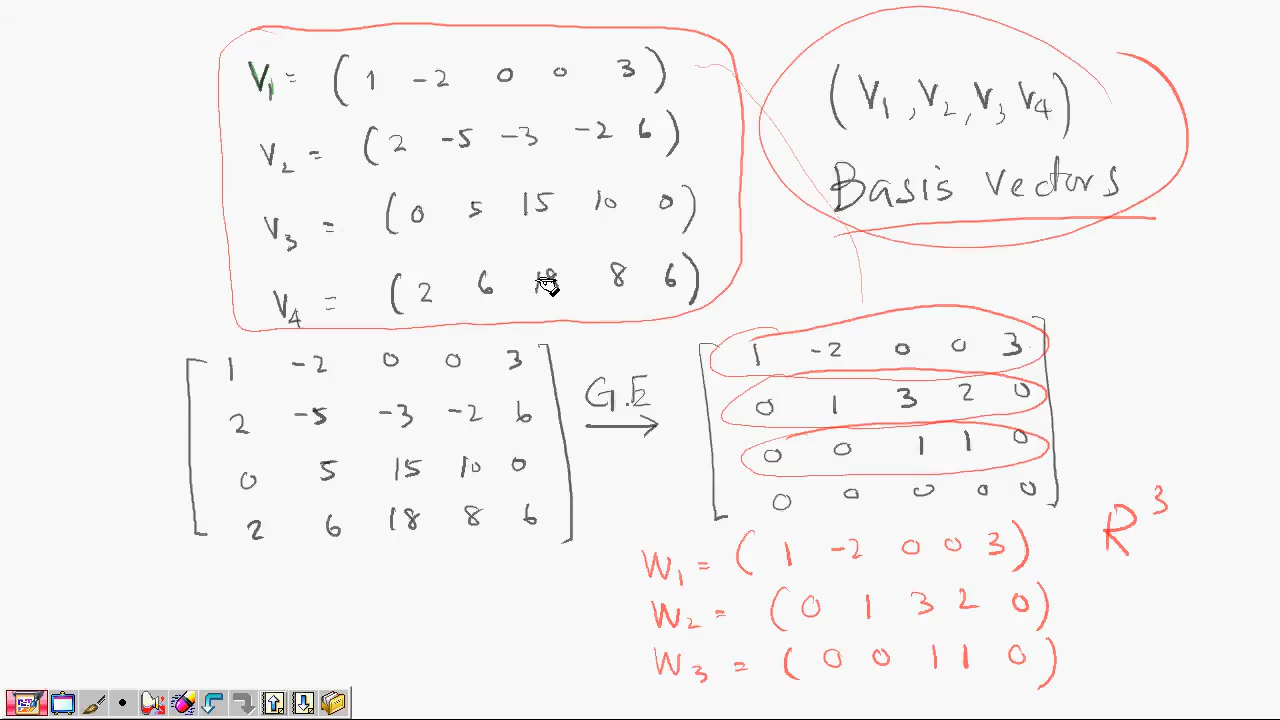 V1 = ( 1 -2 0 0 3 )
V2 = ( 2 -5 -3 -2 6 )
V3 = ( 0 5 15 10 0 )
V4 = ( 2 6 18 8 6 )
( V1 , V2 , V3 V4 )
Basis vectors
1 -2 0 0 3
2 -5 -3 -2 6
0 5 15 10 0
2 6 18 8 6
G.E
1 -2 0 0 3
0 1 3 2 0
0 0 1 1 0
0 0 0 0 0
R 3
W1 = ( 1 -2 0 0 3 )
W2 = ( 0 1 3 2 0 )
W3 = ( 0 0 1 1 0 )